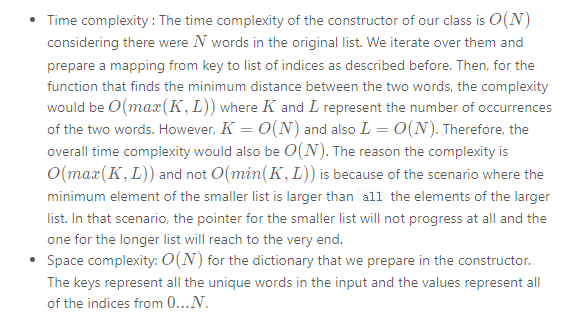 • Time complexity : The time complexity of the constructor of our class is O(N)
considering there were N words in the original list. We iterate over them and
prepare a mapping from key to list of indices as described before. Then, for the
function that finds the minimum distance between the two words, the complexity
would be O(max(K, L)) where K and L represent the number of occurrences
of the two words. However, K = O(N) and also L = O(N). Therefore, the
overall time complexity would also be O(N). The reason the complexity is
O(max(K, L)) and not O(min(K, L)) is because of the scenario where the
minimum element of the smaller list is larger than all the elements of the larger
list. In that scenario, the pointer for the smaller list will not progress at all and the
one for the longer list will reach to the very end.
• Space complexity: O(N) for the dictionary that we prepare in the constructor.
The keys represent all the unique words in the input and the values represent all
of the indices from 0...N.